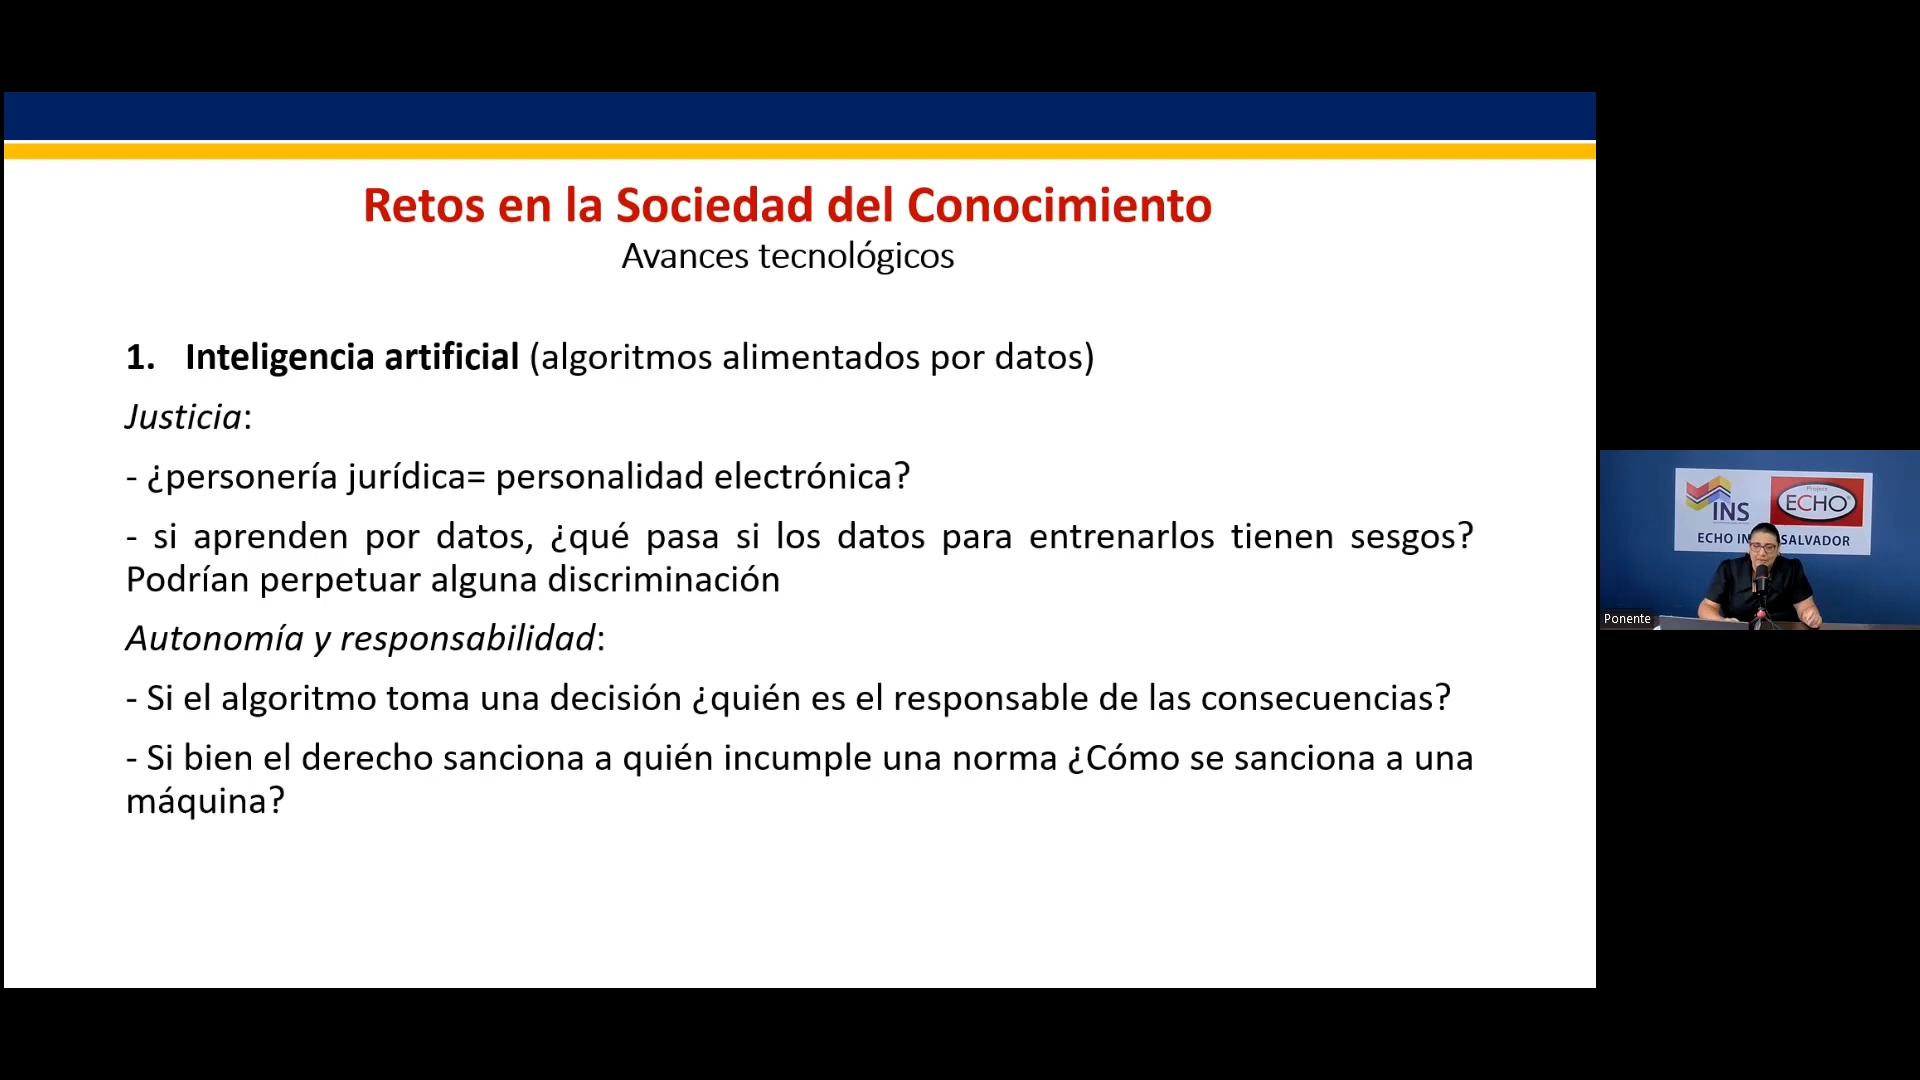 Retos en la Sociedad del Conocimiento
Avances tecnológicos
1. Inteligencia artificial (algoritmos alimentados por datos)
Justicia:
- ¿personería jurídica= personalidad electrónica?
- si aprenden por datos, ¿qué pasa si los datos para entrenarlos tienen sesgos?
Podrían perpetuar alguna discriminación
Autonomía y responsabilidad:
- Si el algoritmo toma una decisión ¿quién es el responsable de las consecuencias?
- Si bien el derecho sanciona a quién incumple una norma ¿Cómo se sanciona a una
máquina?
INS
Project
ECHO
ECHO IN SALVADOR
Ponente